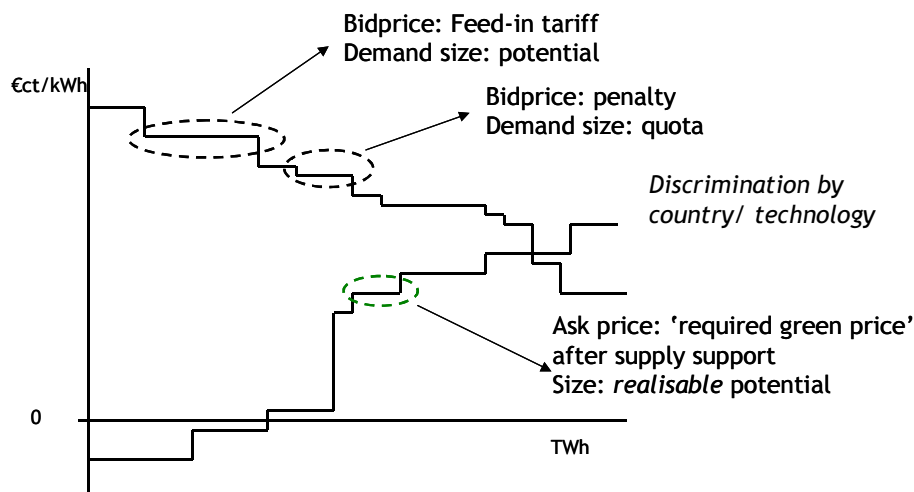 Bidprice: Feed-in tariff
Demand size: potential
€ct/kWh
Bidprice: penalty
Demand size: quota
Discrimination by
country/ technology
Ask price: ‘required green price’
after supply support
Size: realisable potential
0
TWh